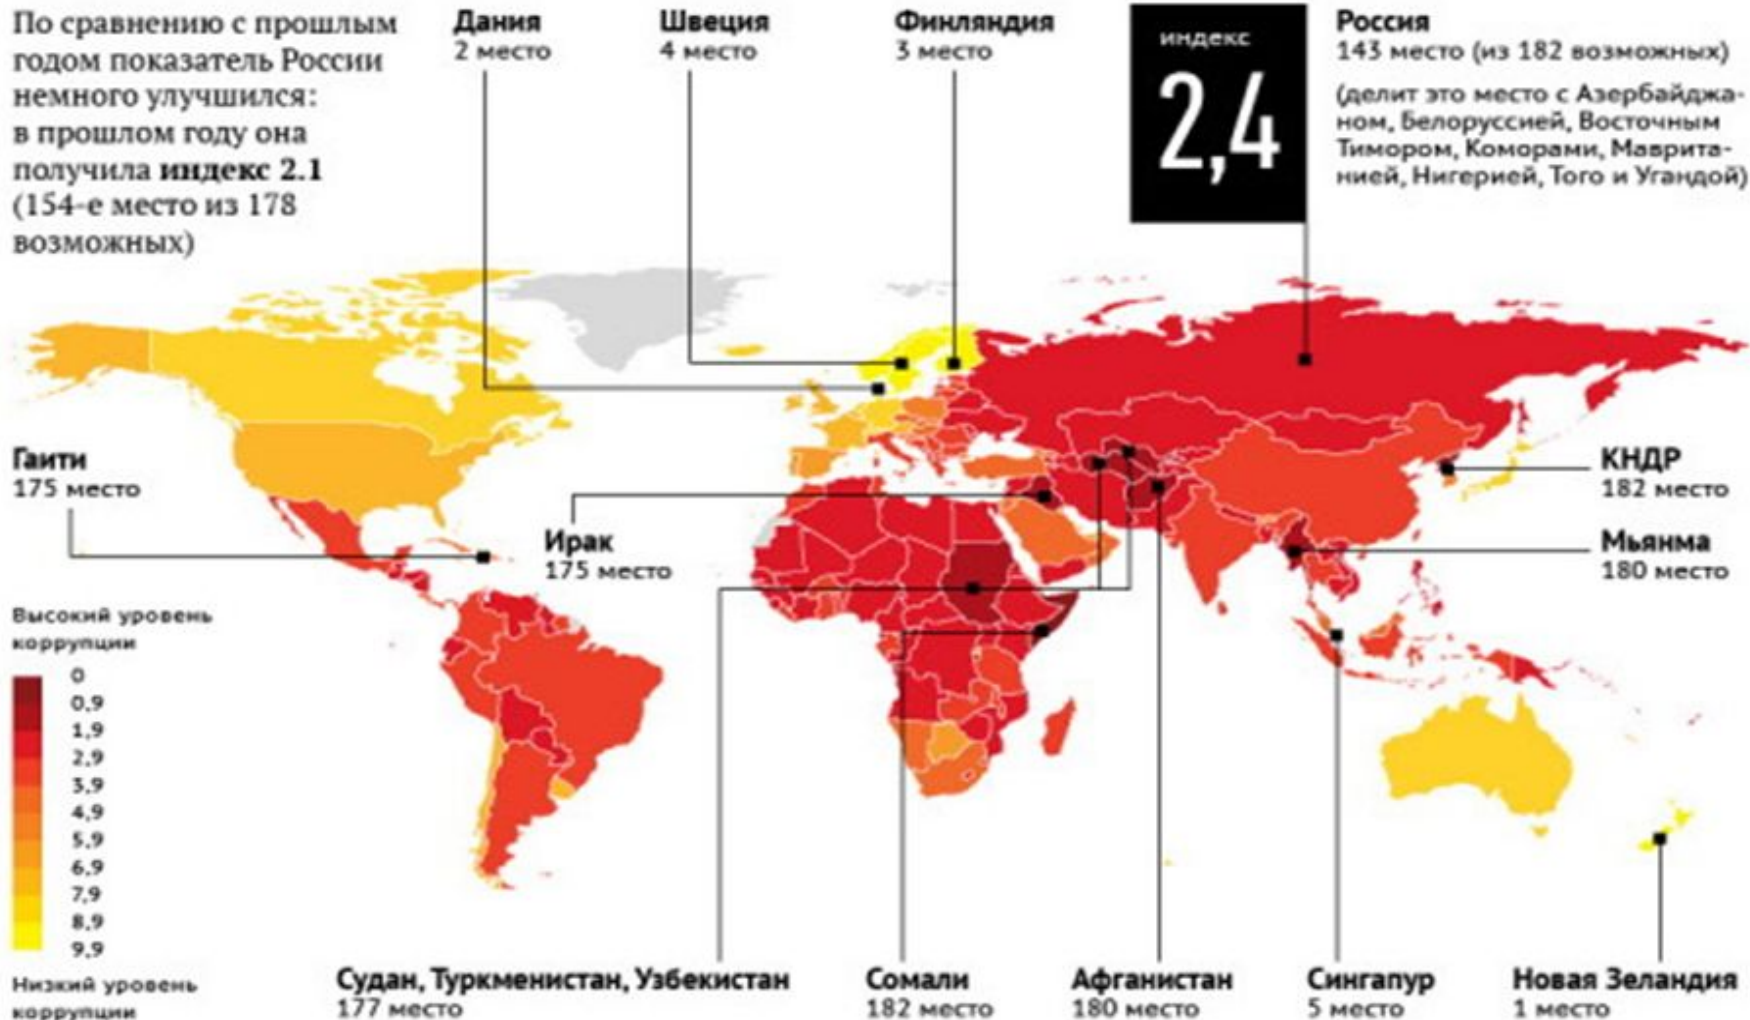 По сравнению с прошлым
годом показатель России
немного улучшился:
в прошлом году она
получила индекс 2.1
(154-е место из 178
возможных)
Дания
2 место
Швеция
4 место
Финляндия
3 место
индекс
2,4
Россия
143 место (из 182 возможных)
(делит это место с Азербайджа-
ном, Белоруссией, Восточным
Тимором, Коморами, Маврита-
нией, Нигерией, Того и Угандой)
Гаити
175 место
Ирак
175 место
КНДР
182 место
Мьянма
180 место
Высокий уровень
коррупции
0
0,9
1,9
2,9
3,9
4,9
5,9
6,9
7,9
8,9
9,9
Низкий уровень
коррупции
Судан, Туркменистан, Узбекистан
177 место
Сомали
182 место
Афганистан
180 место
Сингапур
5 место
Новая Зеландия
1 место